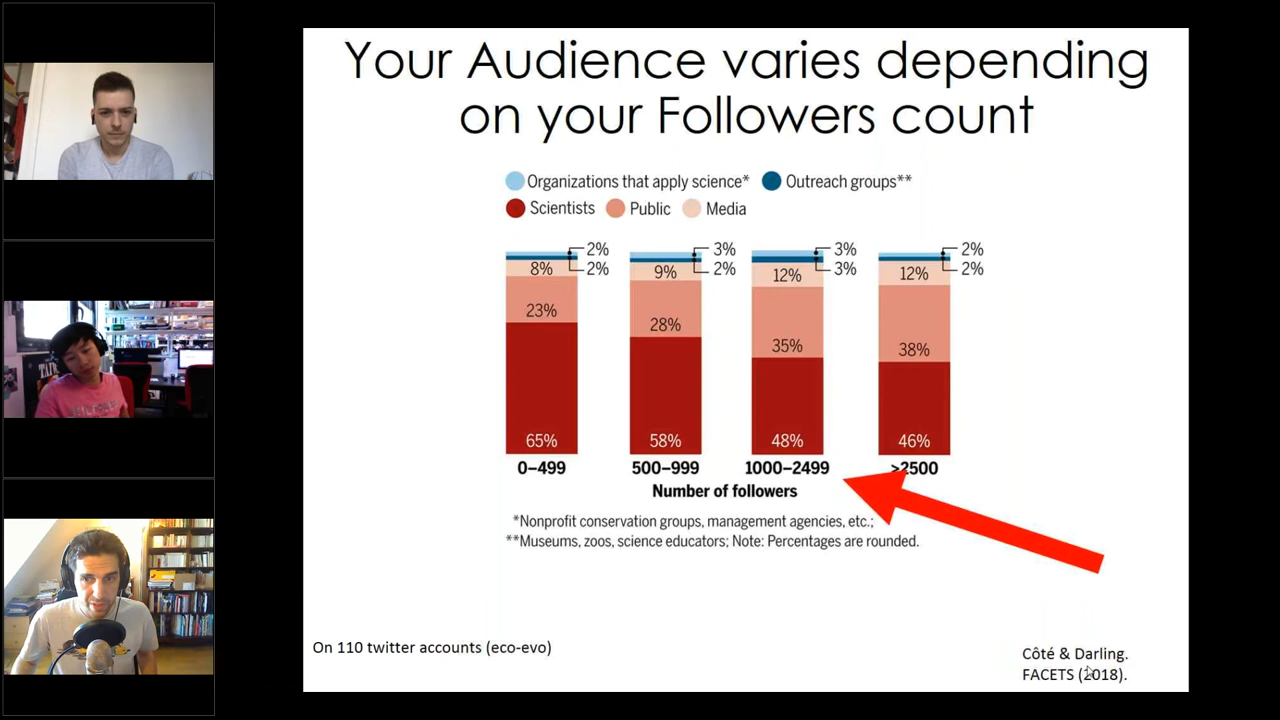 Your Audience varies depending
on your Followers count
Organizations that apply science* Outreach groups**
Scientists Public Media
2% 3% 3% 2%
8% 2% 9% 2% 12% 3% 12% 2%
23% 28% 35% 38%
65% 58% 48% 46%
0–499 500–999 1000–2499 >2500
Number of followers
*Nonprofit conservation groups, management agencies, etc.;
**Museums, zoos, science educators; Note: Percentages are rounded.
On 110 twitter accounts (eco-evo)
Côté & Darling.
FACETS (2018).